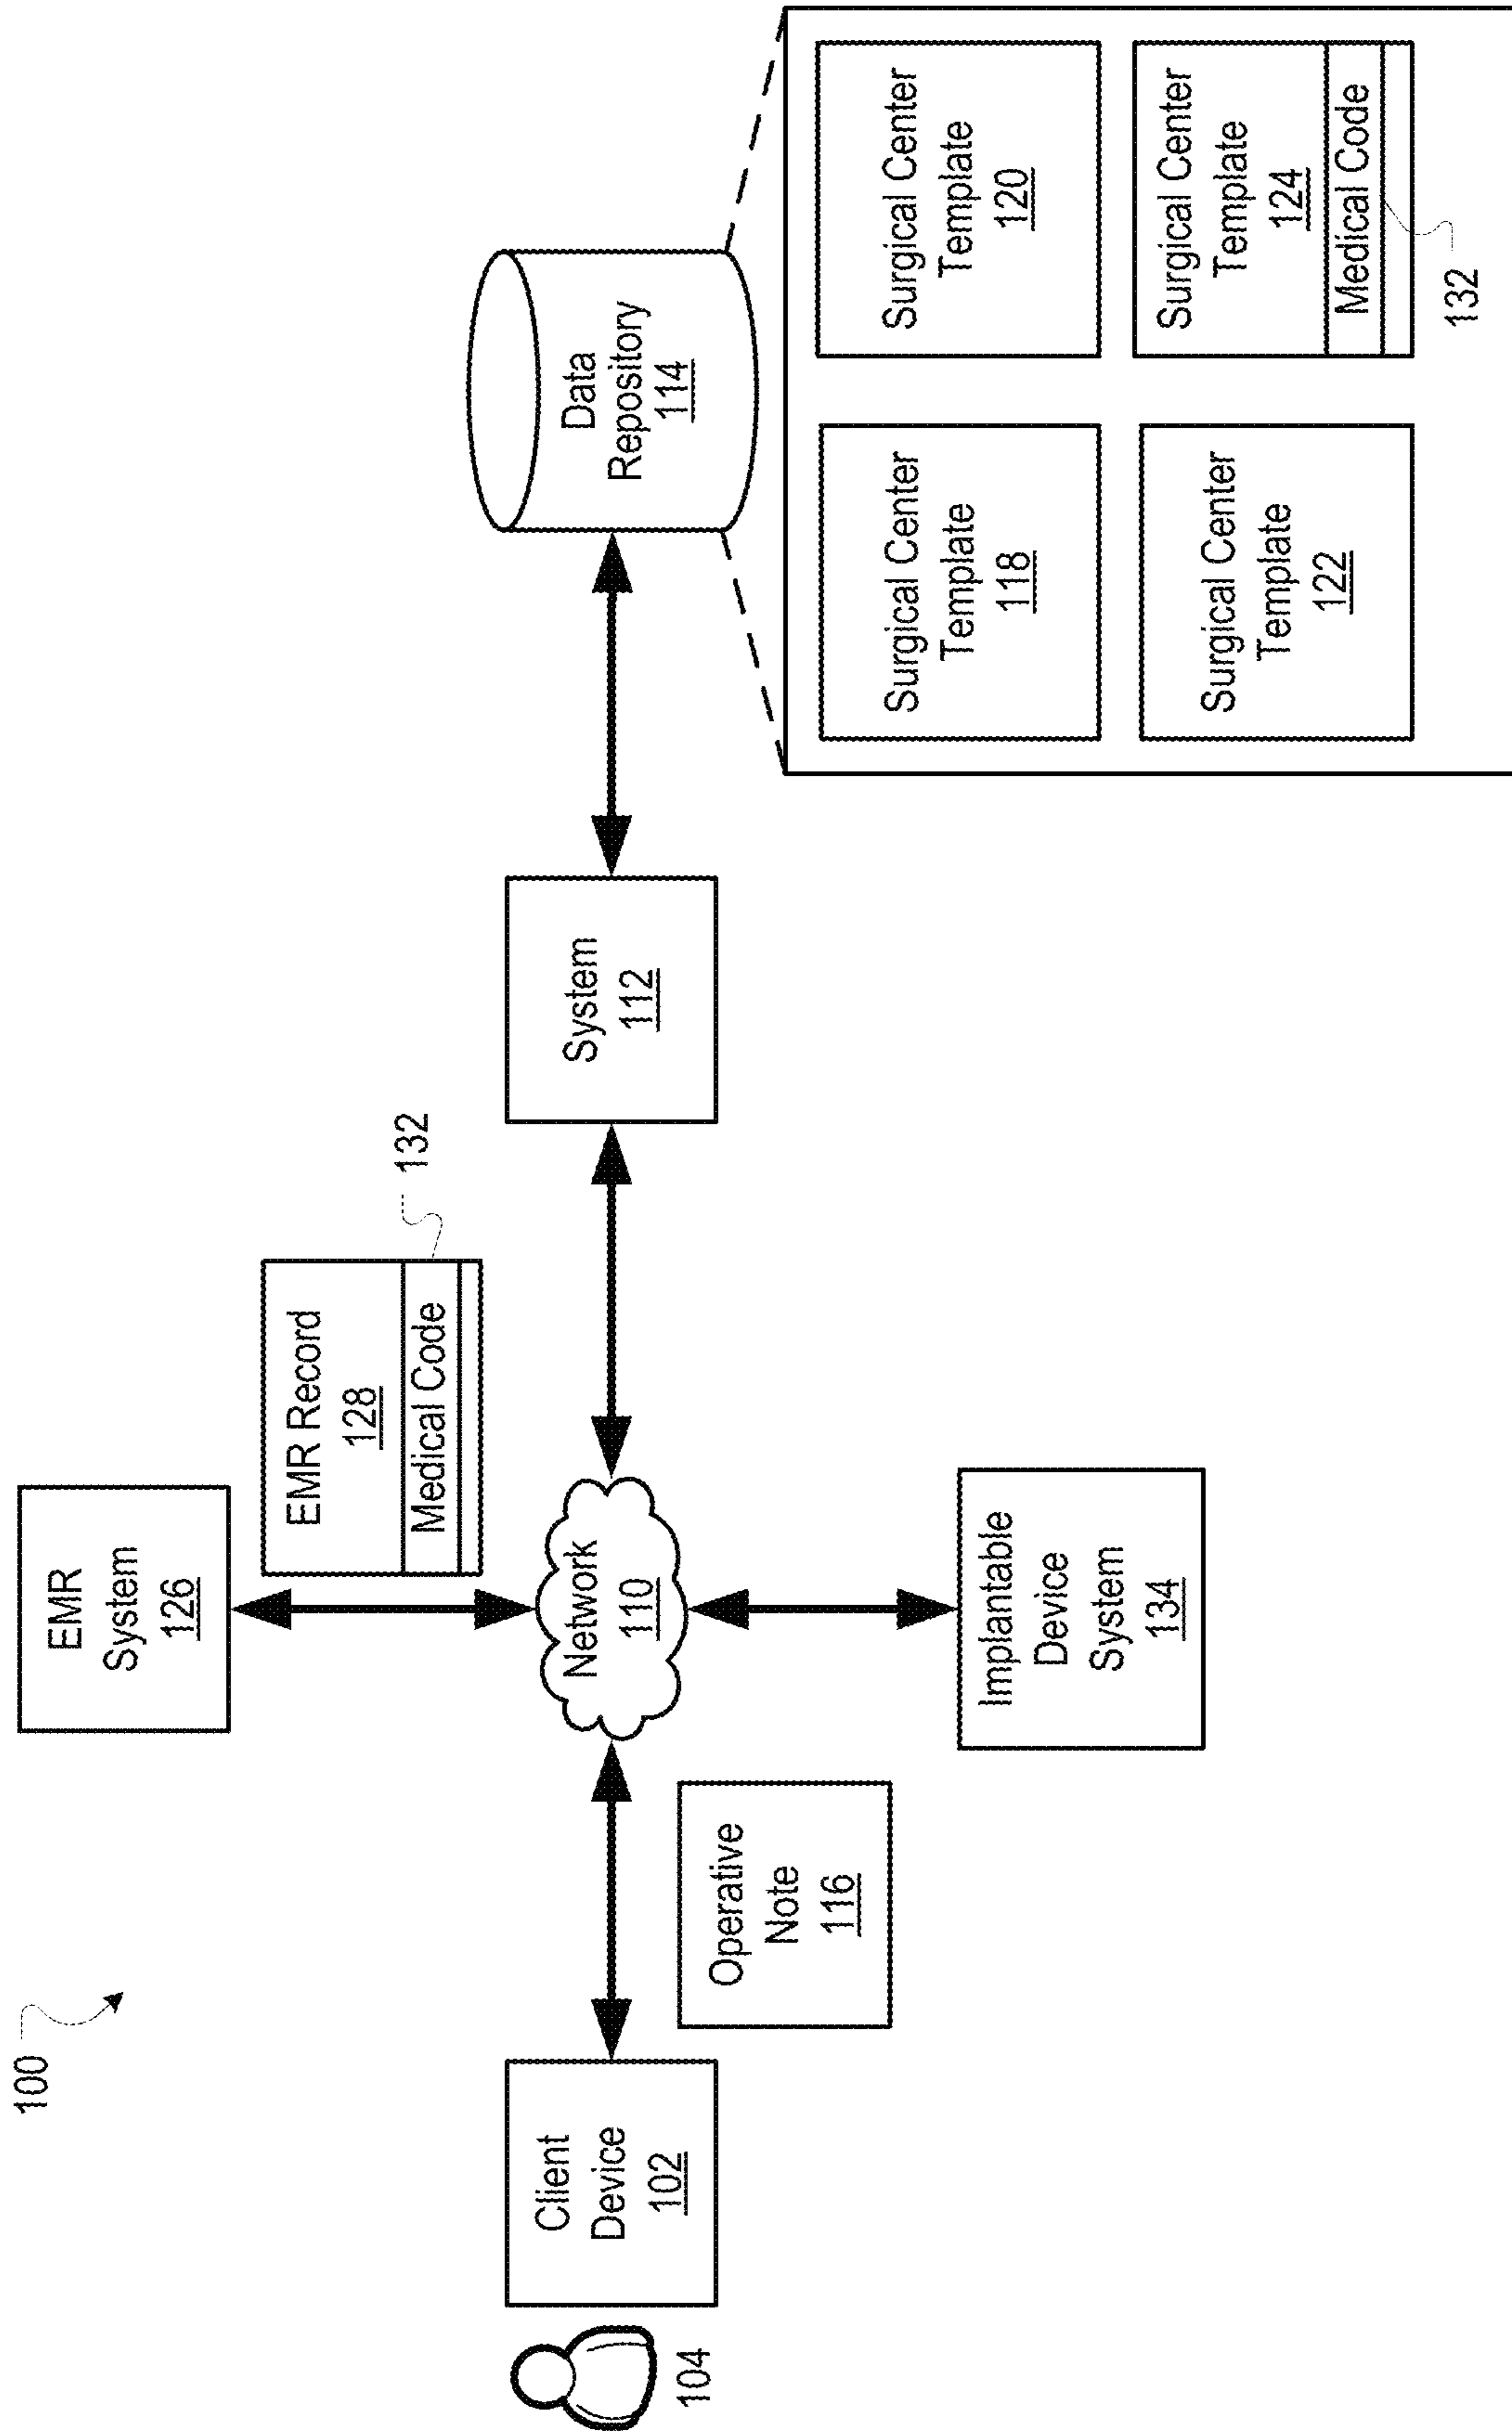 100
EMR
System
126
EMR Record
128
Medical Code
132
104
Client
Device
102
Operative
Note
116
Network
110
Implantable
Device
System
134
System
112
Data
Repository
114
Surgical Center
Template
118
Surgical Center
Template
120
Surgical Center
Template
122
Surgical Center
Template
124
Medical Code
132